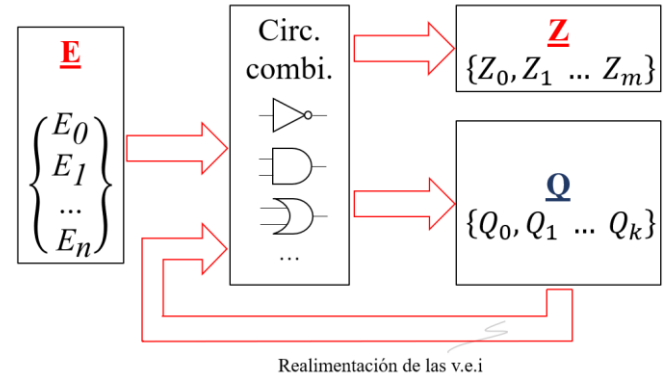 E
E0
E1
...
En
Circ.
combi.
...
Z
{Z0, Z1 ... Zm}
Q
{Q0, Q1 ... Qk}
Realimentación de las v.e.i